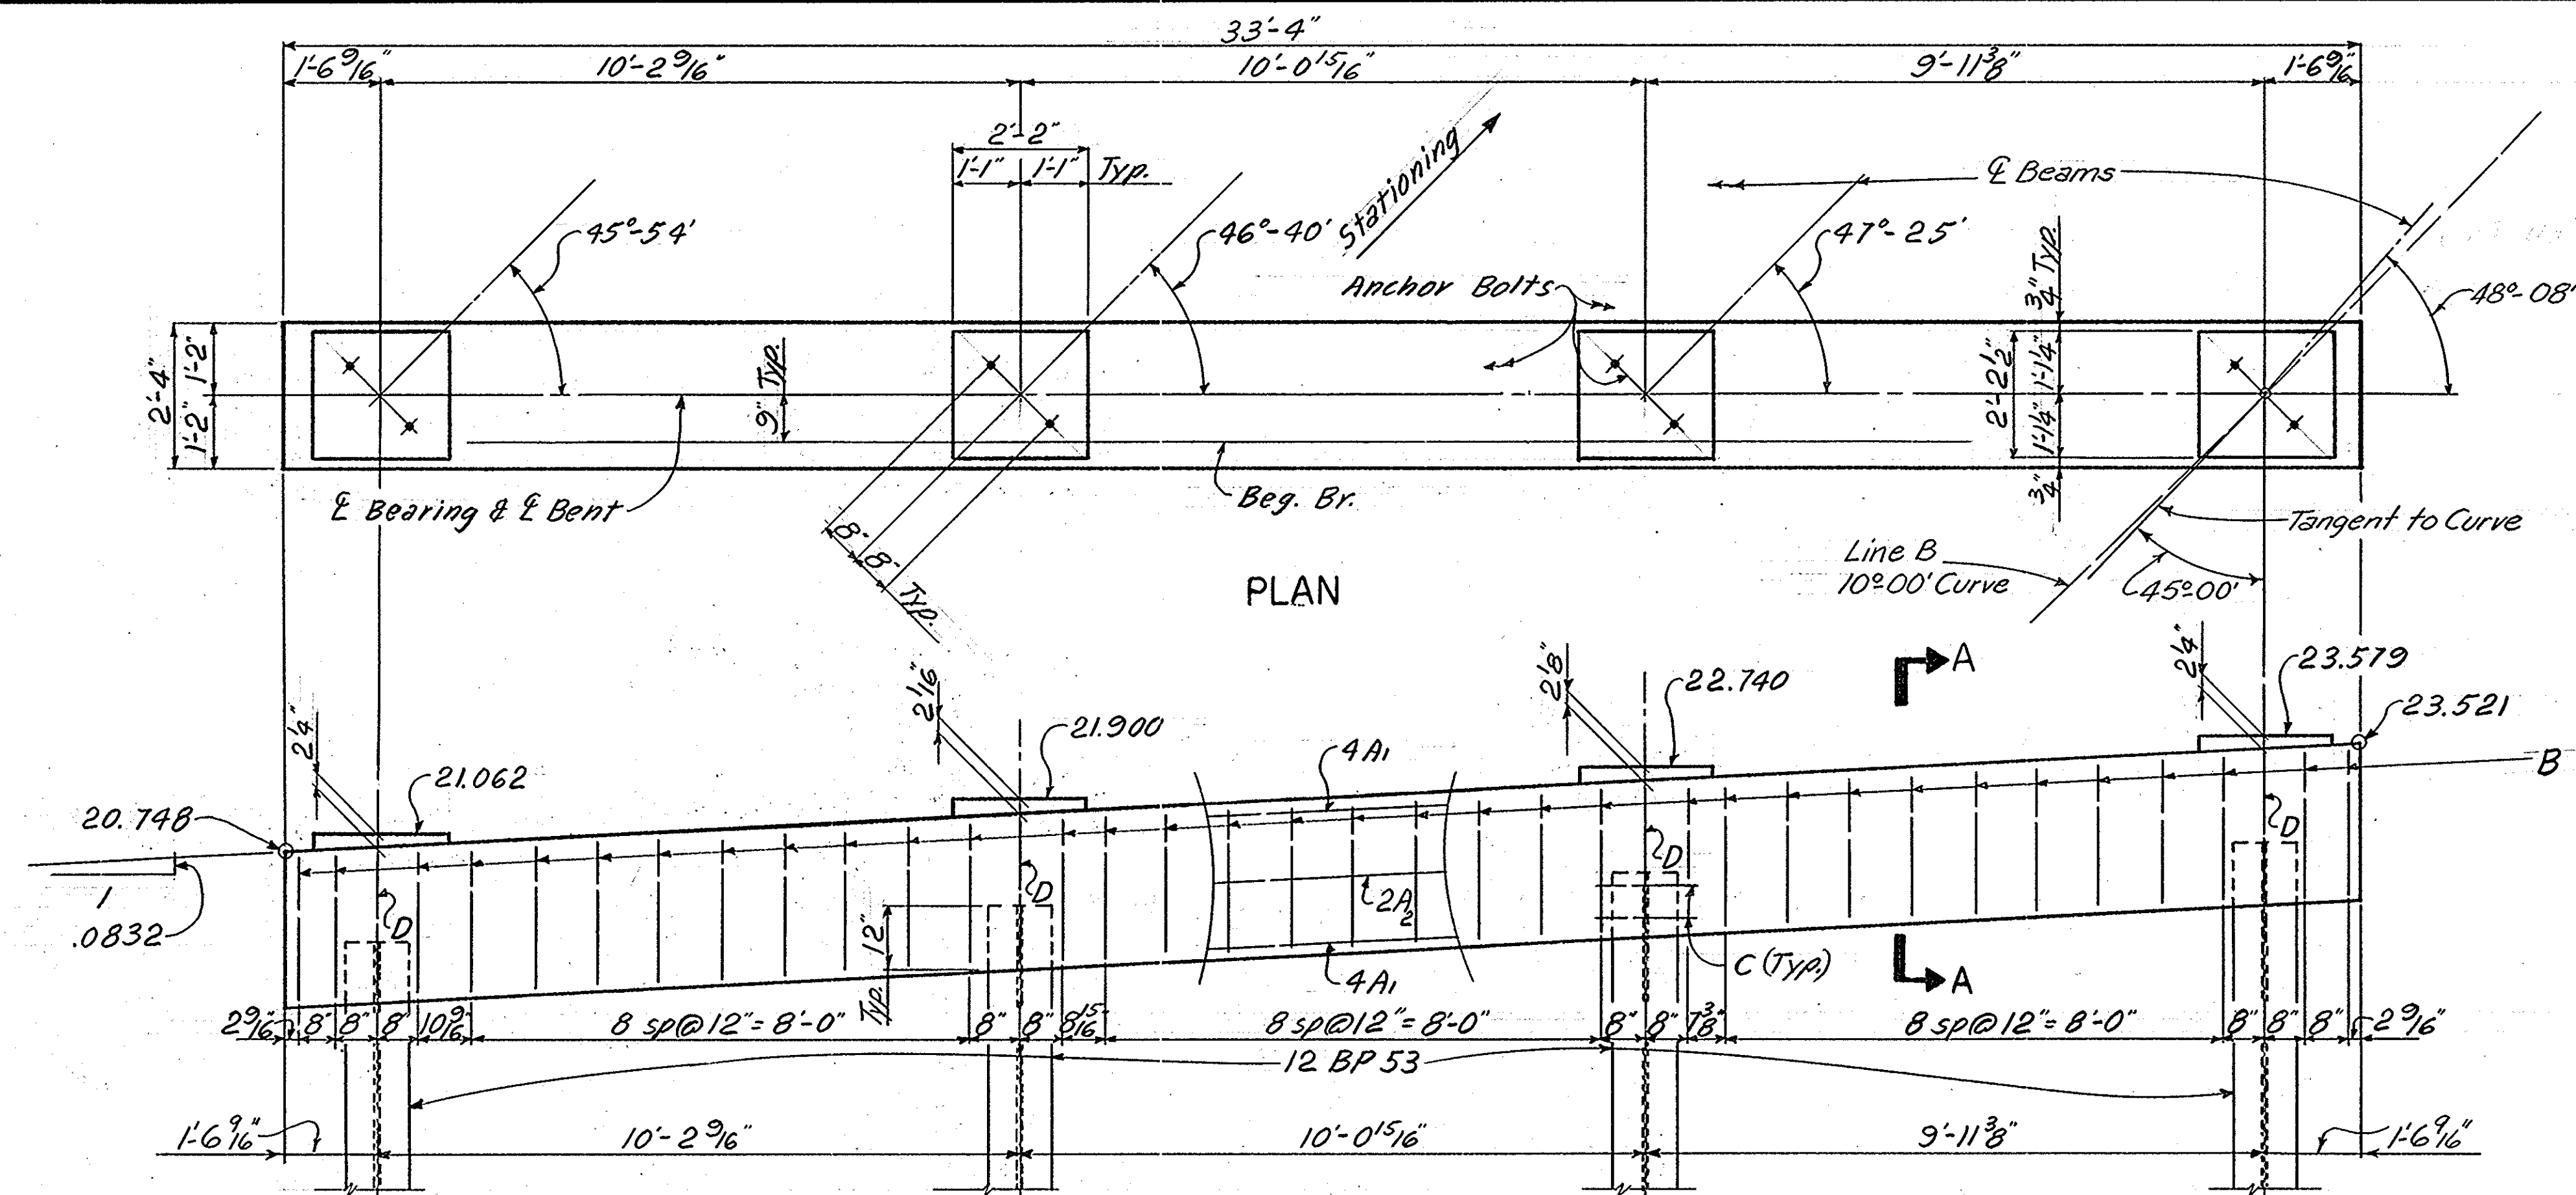 33'-4"
1'-6 9/16"
10'-2 9/16"
10'-0 15/16"
9'-11 3/8"
1'-6 9/16"
2'-2"
1'-1"
1'-1"
Typ.
Stationing
℄ Beams
45°-54'
46°-40'
47°-25'
48°-08'
Anchor Bolts
3/4" Typ.
2'-4"
1'-2"
1'-2"
9" Typ.
2'-2 1/2"
1'-1 1/4"
1'-1 1/4"
3/4"
℄ Bearing & ℄ Bent
Beg. Br.
8"
8"
Typ.
Tangent to Curve
Line B
10°00' Curve
45°00'
PLAN
2 1/4"
2 1/16"
2 1/8"
2 1/4"
A
23.579
22.740
23.521
21.900
21.062
20.748
4A1
B
D
D
D
D
1
.0832
12"
Typ.
2A2
4A1
C (Typ.)
A
2 9/16"
8"
8"
8"
10 9/16"
8 sp@12"=8'-0"
8"
8"
8 15/16"
8 sp@12"=8'-0"
8"
8"
7 3/8"
8 sp@12"=8'-0"
8"
8"
8"
2 9/16"
12 BP 53
1'-6 9/16"
10'-2 9/16"
10'-0 15/16"
9'-11 3/8"
1'-6 9/16"